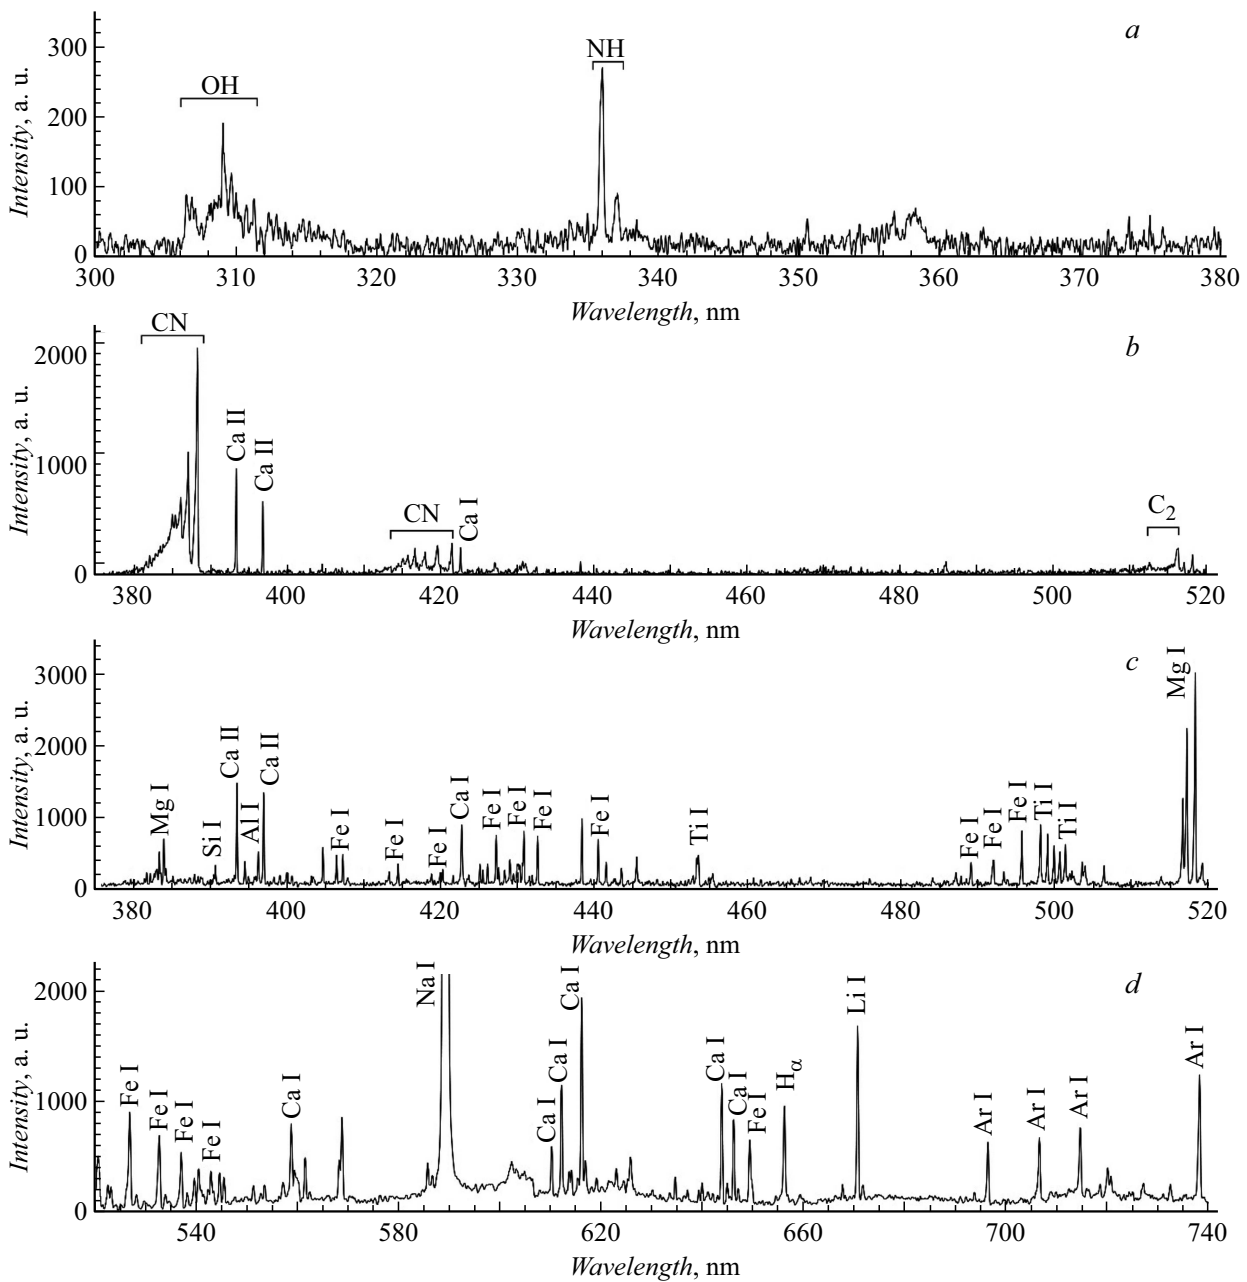 a
300
200
100
0
Intensity, a. u.
OH
NH
300 310 320 330 340 350 360 370 380
Wavelength, nm
b
2000
1000
0
Intensity, a. u.
CN
Ca II
Ca II
CN
Ca I
C₂
380 400 420 440 460 480 500 520
Wavelength, nm
c
3000
2000
1000
0
Intensity, a. u.
Mg I
Si I
Ca II
Al I
Ca II
Fe I
Fe I
Fe I
Ca I
Fe I
Fe I
Fe I
Fe I
Ti I
Fe I
Fe I
Fe I
Ti I
Ti I
Mg I
380 400 420 440 460 480 500 520
Wavelength, nm
d
2000
1000
0
Intensity, a. u.
Fe I
Fe I
Fe I
Fe I
Ca I
Na I
Ca I
Ca I
Ca I
Ca I
Ca I
Fe I
Hα
Li I
Ar I
Ar I
Ar I
Ar I
540 580 620 660 700 740
Wavelength, nm